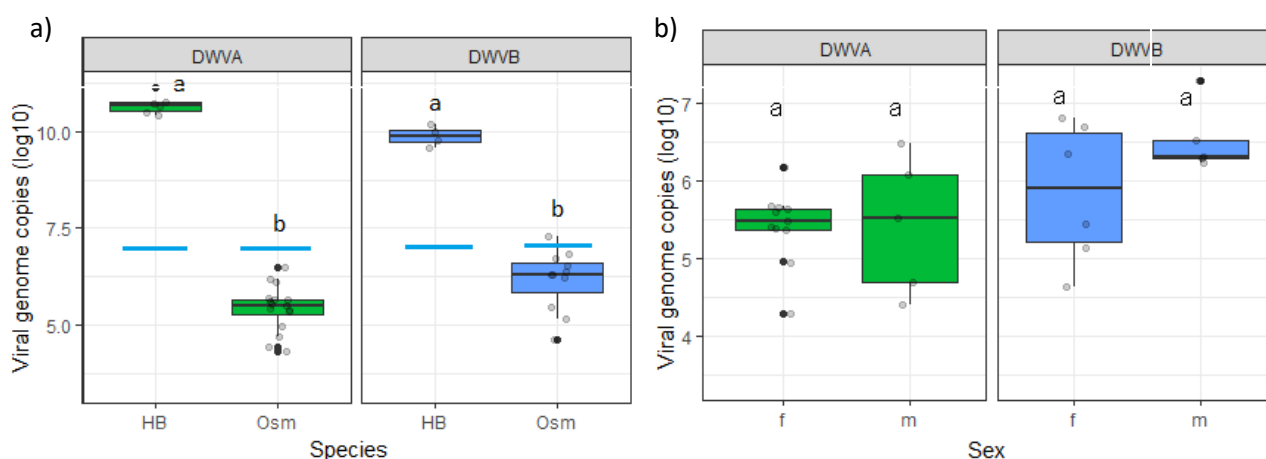 a)
DWVA DWVB
Viral genome copies (log10)
10.0
7.5
5.0
a
b
a
b
HB Osm HB Osm
Species
b)
DWVA DWVB
Viral genome copies (log10)
7
6
5
4
a
a
a
a
f m f m
Sex